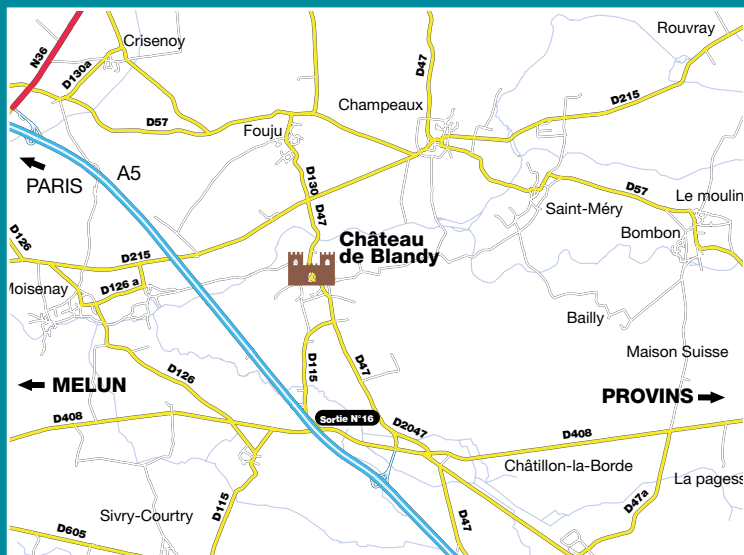 N36
Crisenoy
D130a
D57
Fouju
Champeaux
D47
Rouvray
D215
PARIS
A5
D130
D47
Saint-Méry
D57
Le moulin
Bombon
D126
D215
Château
de Blandy
Moisenay
D126 a
Bailly
Maison Suisse
MELUN
D126
D115
D47
PROVINS
D408
Sortie N°16
D2047
D408
Châtillon-la-Borde
La pagess
D115
Sivry-Courtry
D605
D47
D47a